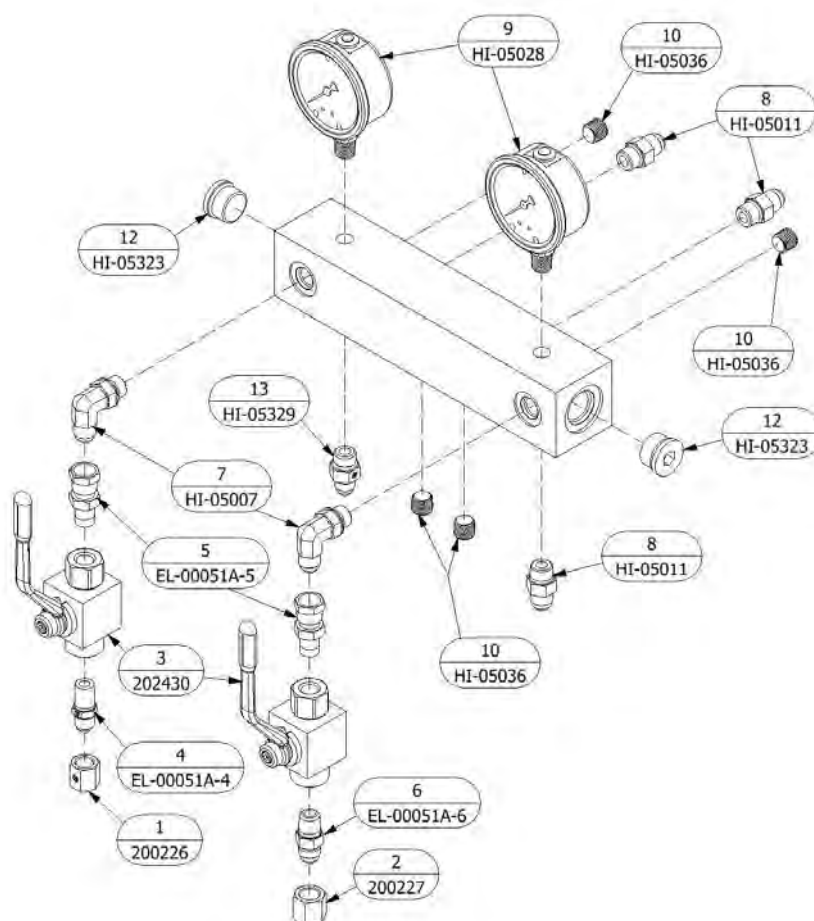 9
HI-05028
10
HI-05036
8
HI-05011
12
HI-05323
10
HI-05036
13
HI-05329
12
HI-05323
7
HI-05007
5
EL-00051A-5
8
HI-05011
3
202430
10
HI-05036
4
EL-00051A-4
6
EL-00051A-6
1
200226
2
200227